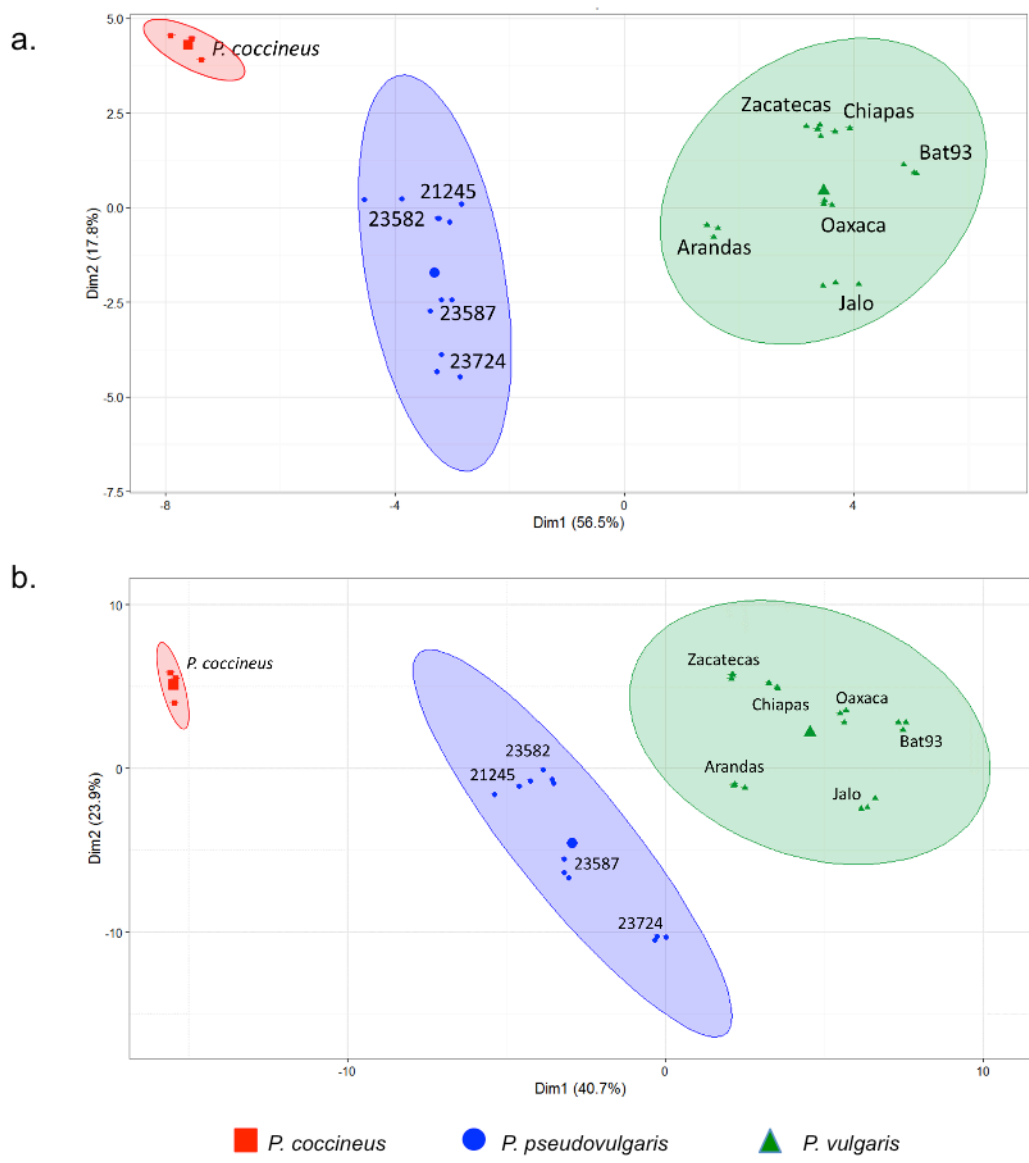 a.
5.0
P. coccineus
Zacatecas
Chiapas
2.5
Bat93
21245
0.0
23582
Oaxaca
Arandas
Dim2 (17.8%)
-2.5
23587
Jalo
23724
-5.0
-7.5
-8
-4
0
4
Dim1 (56.5%)
b.
10
P. coccineus
Zacatecas
Chiapas
Oaxaca
Bat93
23582
0
21245
Arandas
Jalo
Dim2 (23.9%)
23587
23724
-10
-10
0
10
Dim1 (40.7%)
P. coccineus
P. pseudovulgaris
P. vulgaris